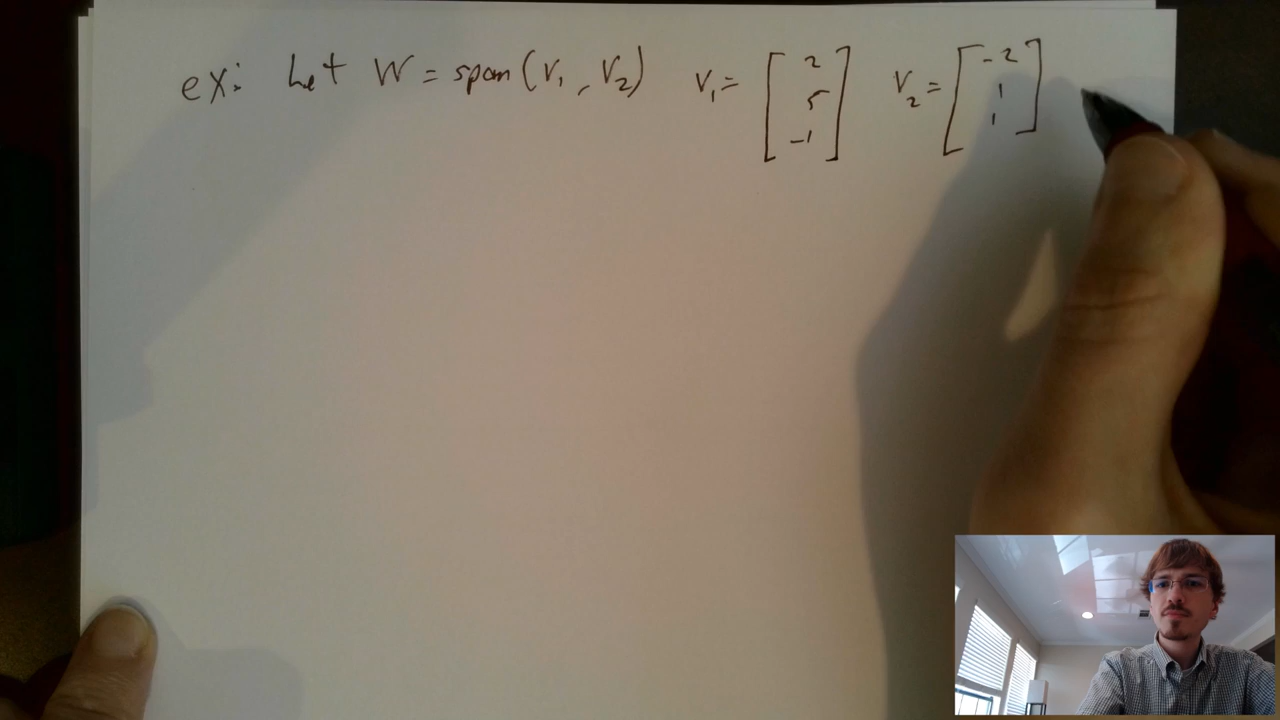 ex: Let W = span(v₁, v₂) v₁ = [2 5 -1] v₂ = [-2 1 1]